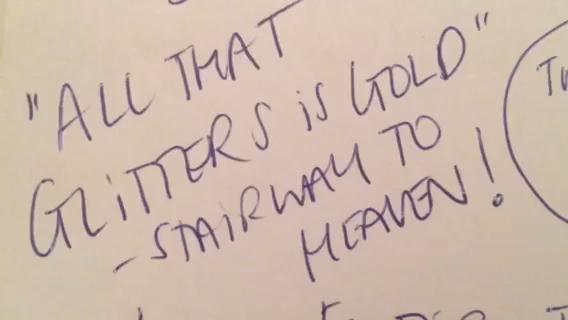 "ALL THAT
GLITTERS iS GOLD"
-STAIRWAY TO
HEAVEN!